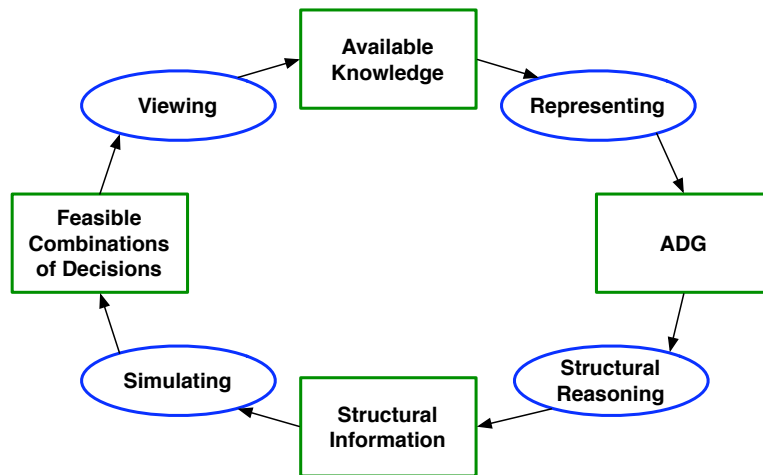 Available
Knowledge
Viewing
Representing
Feasible
Combinations
of Decisions
ADG
Simulating
Structural
Reasoning
Structural
Information